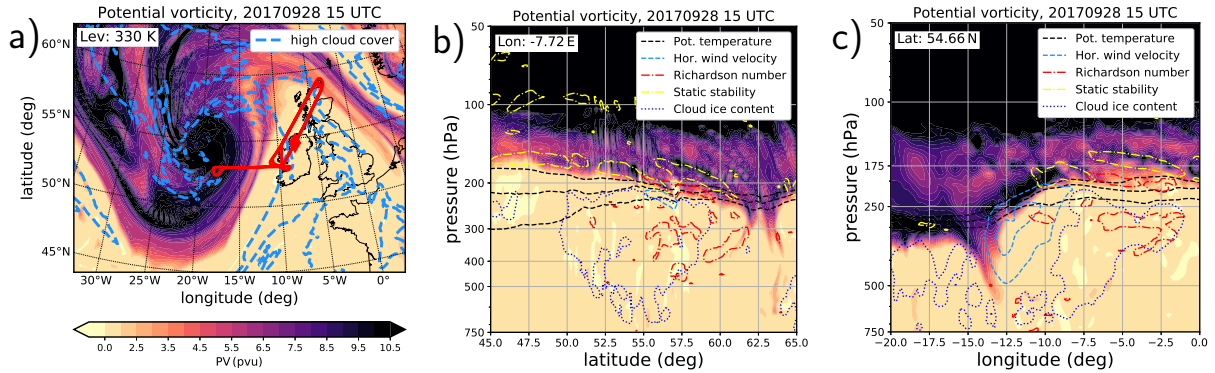 a)
Potential vorticity, 20170928 15 UTC
Lev: 330 K
high cloud cover
60°N
55°N
50°N
45°N
latitude (deg)
30°W 25°W 20°W 15°W 10°W 5°W 0°
longitude (deg)
0.0 1.5 2.5 3.5 4.5 5.5 6.5 7.5 8.5 9.5 10.5
PV (pvu)
b)
Potential vorticity, 20170928 15 UTC
Lon: -7.72 E
Pot. temperature
Hor. wind velocity
Richardson number
Static stability
Cloud ice content
50
100
200
300
400
500
750
pressure (hPa)
45.0 47.5 50.0 52.5 55.0 57.5 60.0 62.5 65.0
latitude (deg)
c)
Potential vorticity, 20170928 15 UTC
Lat: 54.66 N
Pot. temperature
Hor. wind velocity
Richardson number
Static stability
Cloud ice content
50
100
175
250
500
750
pressure (hPa)
−20.0 −17.5 −15.0 −12.5 −10.0 −7.5 −5.0 −2.5 0.0
longitude (deg)